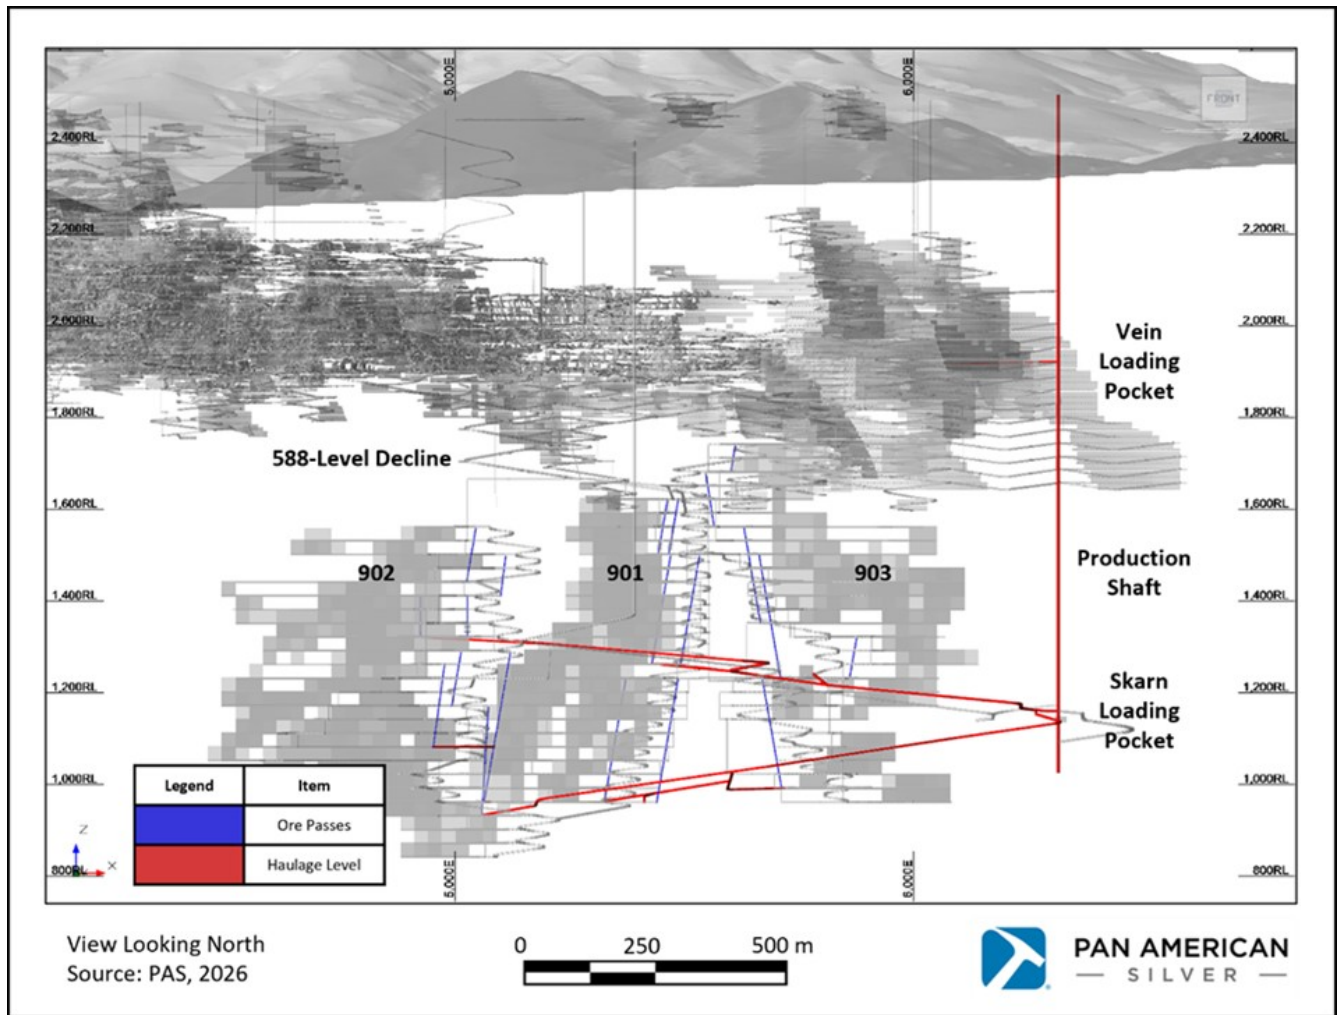 5,000E
6,000E
FRONT
2,400RL
2,400RL
2,200RL
2,200RL
2,000RL
2,000RL
Vein
Loading
Pocket
1,800RL
1,800RL
588-Level Decline
1,600RL
1,600RL
902
901
903
Production
Shaft
1,400RL
1,400RL
1,200RL
1,200RL
Skarn
Loading
Pocket
1,000RL
1,000RL
Legend Item
Ore Passes
Haulage Level
Z
X
800RL
800RL
5,000E
6,000E
View Looking North
Source: PAS, 2026
0 250 500 m
PAN AMERICAN
— SILVER —